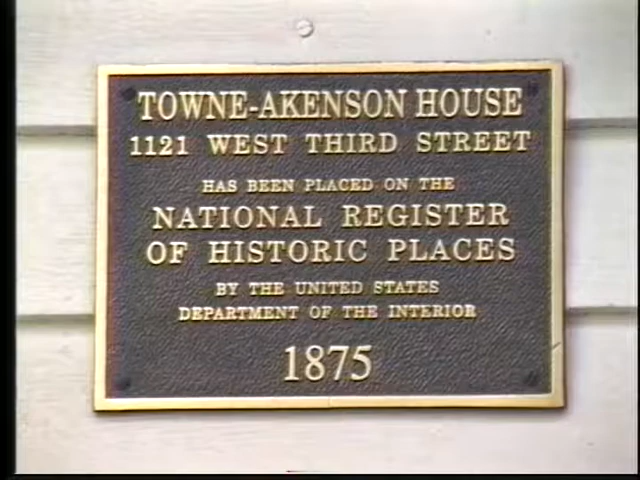 TOWNE-AKENSON HOUSE
1121 WEST THIRD STREET
HAS BEEN PLACED ON THE
NATIONAL REGISTER
OF HISTORIC PLACES
BY THE UNITED STATES
DEPARTMENT OF THE INTERIOR
1875